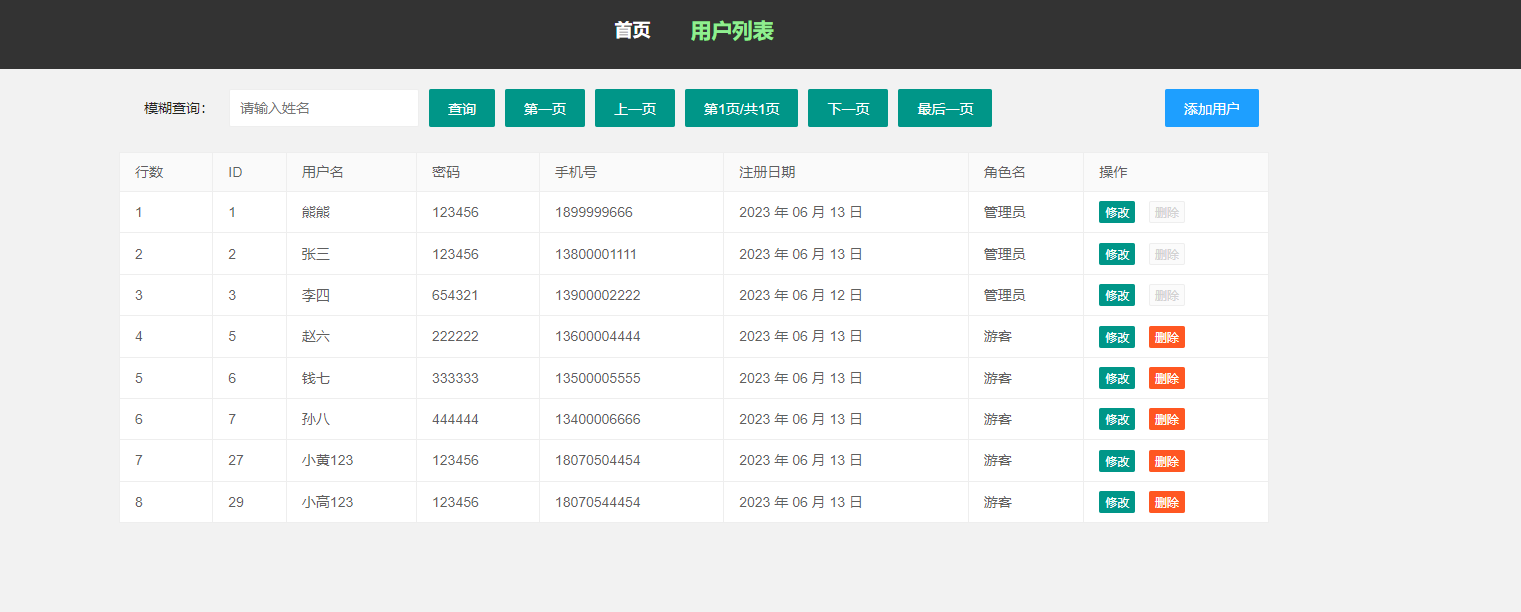 首页 用户列表
模糊查询： 请输入姓名 查询 第一页 上一页 第1页/共1页 下一页 最后一页 添加用户
行数 ID 用户名 密码 手机号 注册日期 角色名 操作
1 1 熊熊 123456 1899999666 2023 年 06 月 13 日 管理员 修改 删除
2 2 张三 123456 13800001111 2023 年 06 月 13 日 管理员 修改 删除
3 3 李四 654321 13900002222 2023 年 06 月 12 日 管理员 修改 删除
4 5 赵六 222222 13600004444 2023 年 06 月 13 日 游客 修改 删除
5 6 钱七 333333 13500005555 2023 年 06 月 13 日 游客 修改 删除
6 7 孙八 444444 13400006666 2023 年 06 月 13 日 游客 修改 删除
7 27 小黄123 123456 18070504454 2023 年 06 月 13 日 游客 修改 删除
8 29 小高123 123456 18070544454 2023 年 06 月 13 日 游客 修改 删除